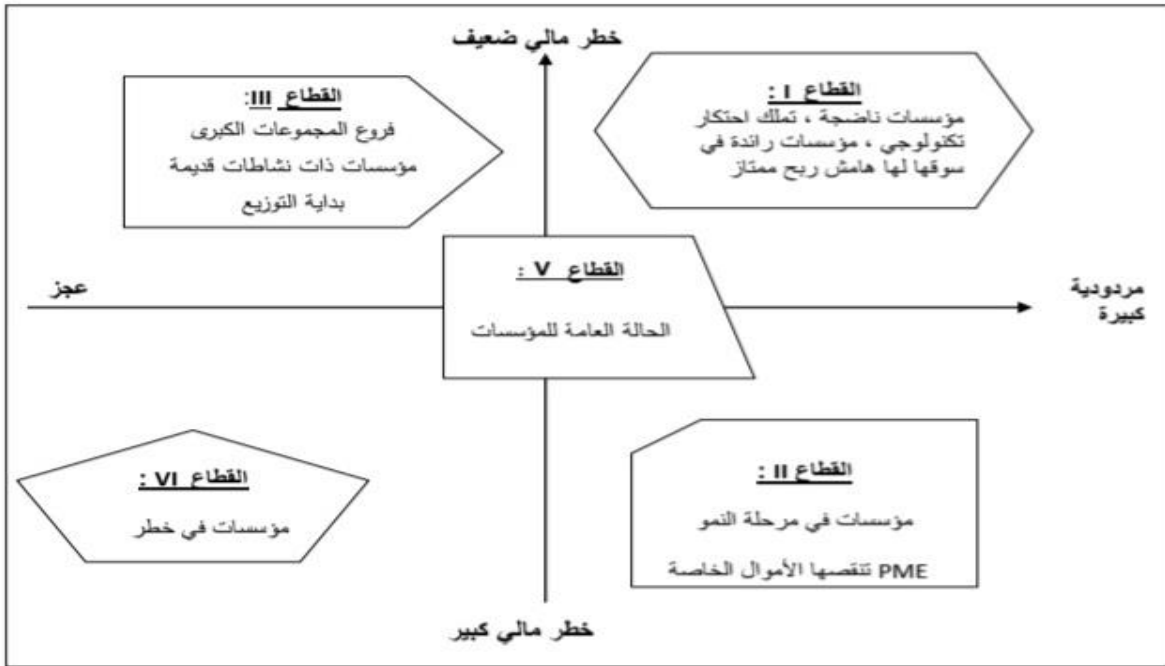 خطر مالي ضعيف
القطاع I :
مؤسسات ناضجة ، تملك احتكار
تكنولوجي ، مؤسسات رائدة في
سوقها لها هامش ربح ممتاز
القطاع III:
فروع المجموعات الكبرى
مؤسسات ذات نشاطات قديمة
بداية التوزيع
القطاع V :
الحالة العامة للمؤسسات
مردودية
كبيرة
عجز
القطاع II :
مؤسسات في مرحلة النمو
PME تنقصها الأموال الخاصة
القطاع VI :
مؤسسات في خطر
خطر مالي كبير